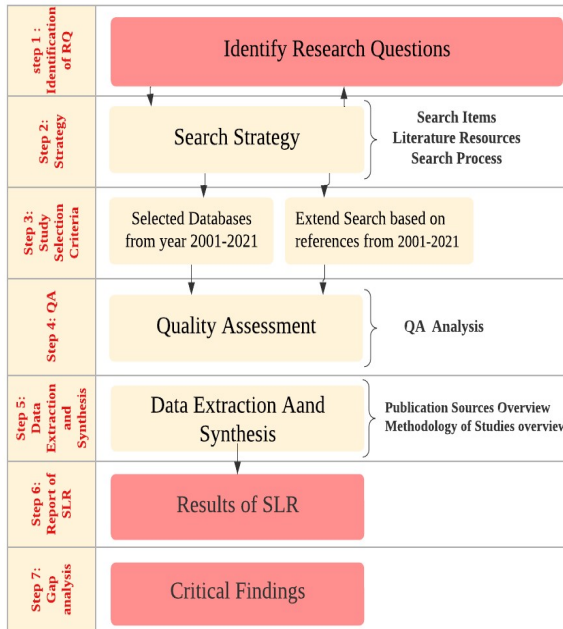 step 1 :
Identification
of RQ
Identify Research Questions
Step 2:
Strategy
Search Strategy
Search Items
Literature Resources
Search Process
Step 3:
Study
Selection
Criteria
Selected Databases
from year 2001-2021
Extend Search based on
references from 2001-2021
Step 4: QA
Quality Assessment
QA Analysis
Step 5:
Data
Extraction
and
Synthesis
Data Extraction Aand
Synthesis
Publication Sources Overview
Methodology of Studies overview
Step 6:
Report of
SLR
Results of SLR
Step 7:
Gap
analysis
Critical Findings